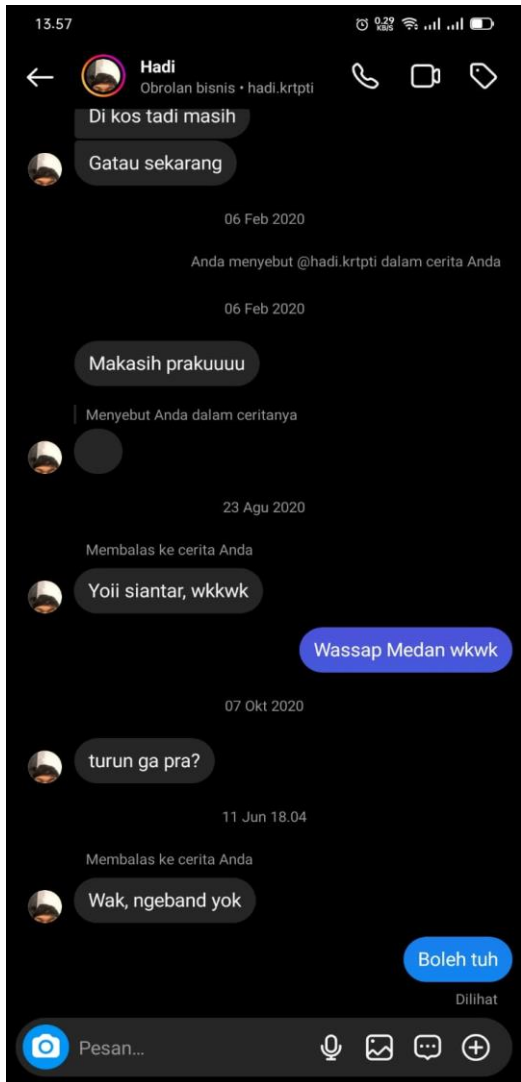 13.57
0.29 KB/S
Hadi
Obrolan bisnis • hadi.krtpti
Di kos tadi masih
Gatau sekarang
06 Feb 2020
Anda menyebut @hadi.krtpti dalam cerita Anda
06 Feb 2020
Makasih prakuuuu
Menyebut Anda dalam ceritanya
23 Agu 2020
Membalas ke cerita Anda
Yoii siantar, wkkwk
Wassap Medan wkwk
07 Okt 2020
turun ga pra?
11 Jun 18.04
Membalas ke cerita Anda
Wak, ngeband yok
Boleh tuh
Dilihat
Pesan...